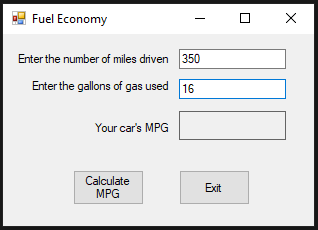 Fuel Economy
Enter the number of miles driven 350
Enter the gallons of gas used 16
Your car's MPG
Calculate
MPG
Exit